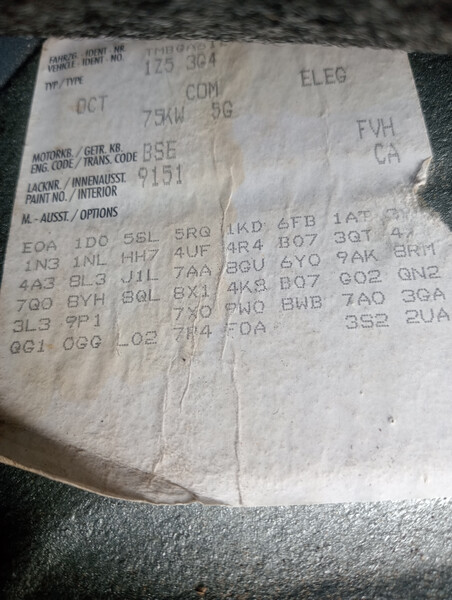 FAHRZG.-IDENT-NR.
VEHICLE-IDENT-NO.
TYP/TYPE 1Z5 3G4
OCT COM ELEG
75KW 5G
FVH
MOTORKB./GETR.KB.
ENG. CODE/TRANS. CODE BSE CA
LACKNR./INNENAUSST.
PAINT NO./INTERIOR 9151
M.-AUSST./OPTIONS
E0A 1D0 5SL 5RQ 1KD 6FB 1AT
1N3 1NL HH7 4UF 4R4 B07 3QT
4A3 8L3 J1L 7AA 8GU 6Y0 9AK 8RM
7Q0 8YH 8QL 8X1 4K8 B07 G02 QN2
3L3 9P1 7X0 9W0 8WB 7A0 3GA
QG1 0GG L02 7P4 F0A 3S2 2UA